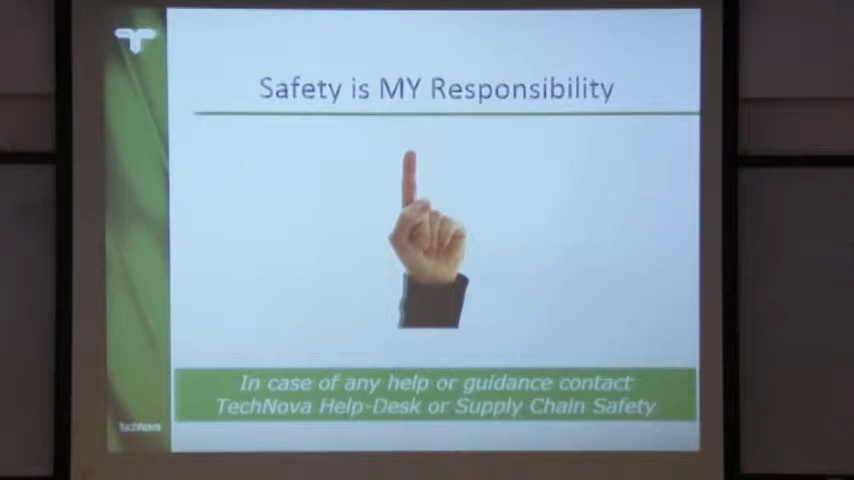 Safety is MY Responsibility
In case of any help or guidance contact
TechNova Help-Desk or Supply Chain Safety
TechNova